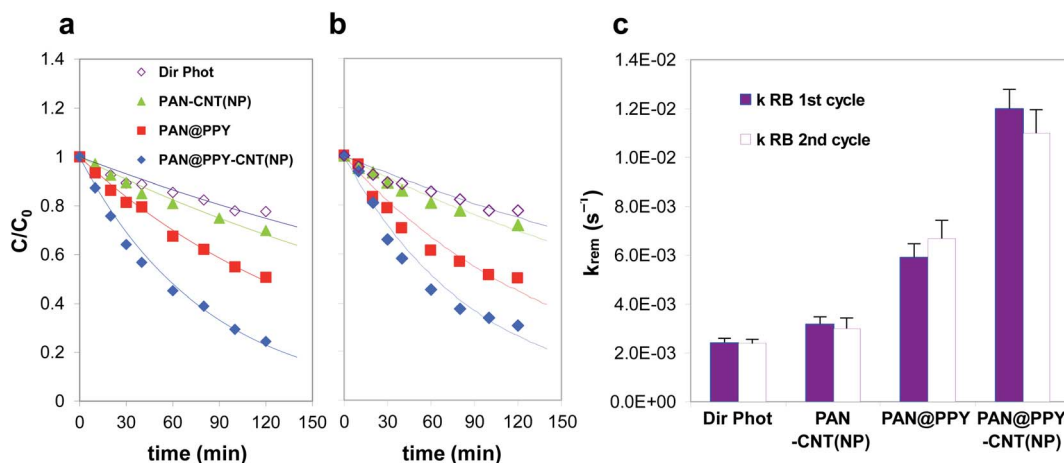 a
1.4
1.2
1
0.8
0.6
0.4
0.2
0
C/C₀
Dir Phot
PAN-CNT(NP)
PAN@PPY
PAN@PPY-CNT(NP)
0 30 60 90 120 150
time (min)
b
0 30 60 90 120 150
time (min)
c
1.4E-02
1.2E-02
1.0E-02
8.0E-03
6.0E-03
4.0E-03
2.0E-03
0.0E+00
k_rem (s⁻¹)
k RB 1st cycle
k RB 2nd cycle
Dir Phot PAN PAN@PPY PAN@PPY
-CNT(NP) -CNT(NP)